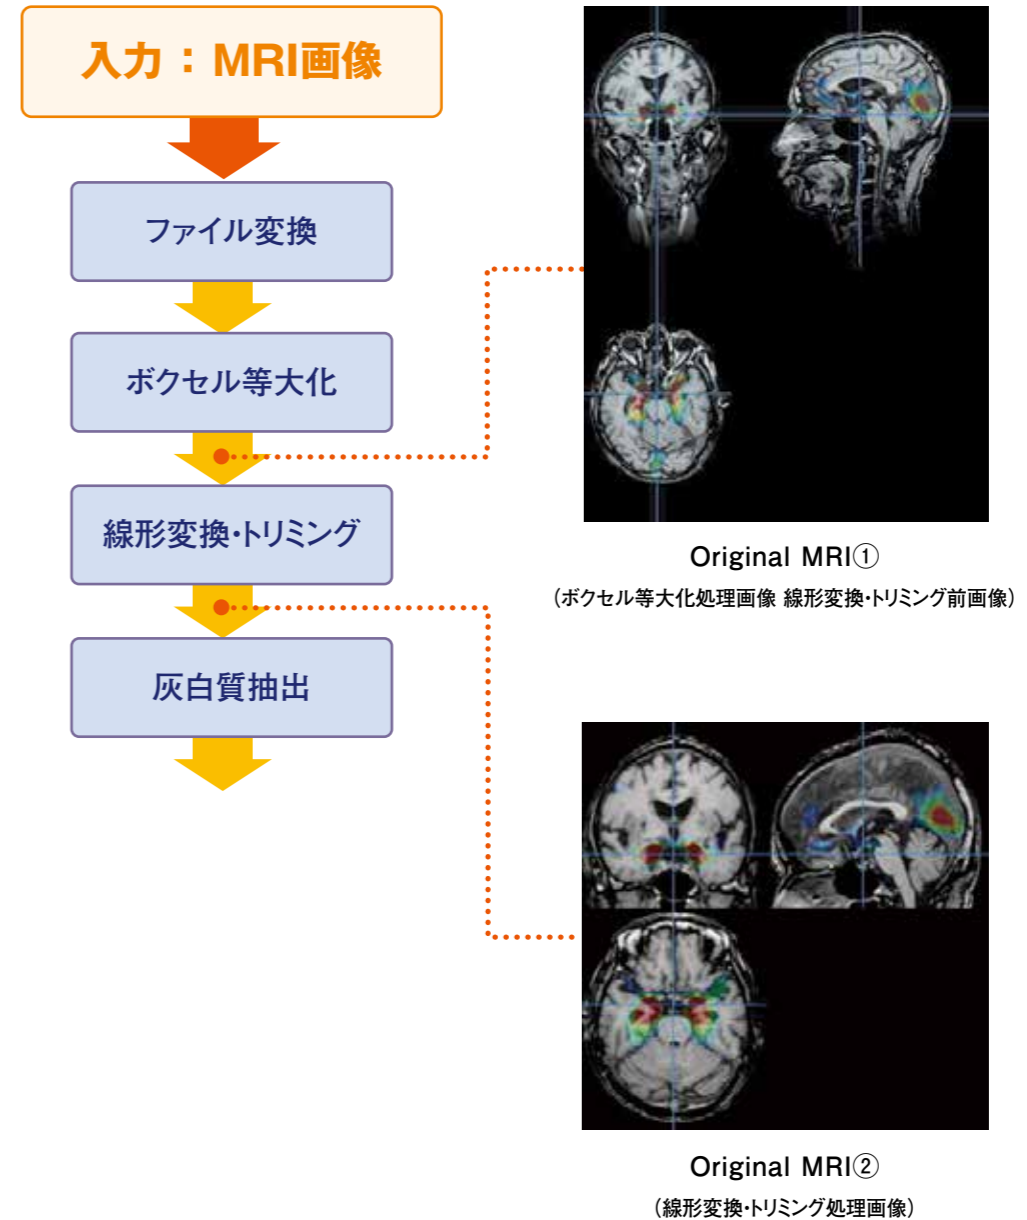 入力：MRI画像
ファイル変換
ボクセル等大化
線形変換・トリミング
灰白質抽出
Original MRI①
（ボクセル等大化処理画像 線形変換・トリミング前画像）
Original MRI②
（線形変換・トリミング処理画像）